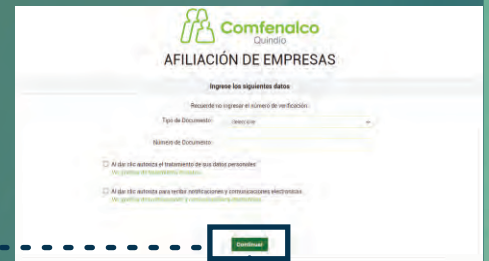 Comfenalco
Quindío
AFILIACIÓN DE EMPRESAS
Ingrese los siguientes datos
Recuerde no ingresar el número de verificación
Tipo de Documento
Número de Documento
Al dar clic autoriza el tratamiento de sus datos personales
Al dar clic autoriza para recibir notificaciones y comunicaciones electrónicas
Continuar